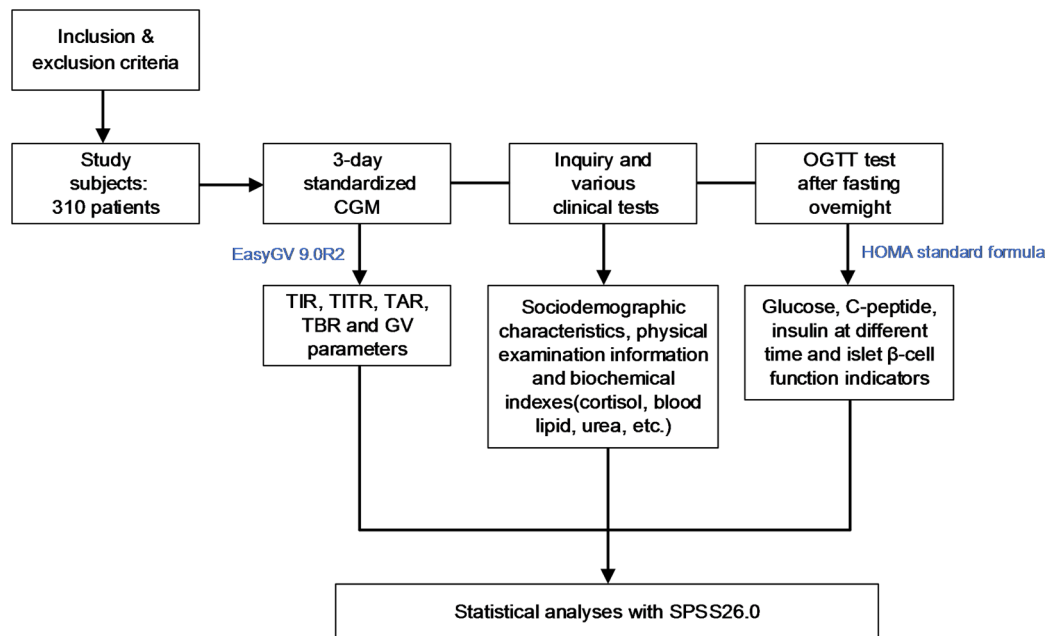 Inclusion &
exclusion criteria
Study
subjects:
310 patients
3-day
standardized
CGM
Inquiry and
various
clinical tests
OGTT test
after fasting
overnight
EasyGV 9.0R2
HOMA standard formula
TIR, TITR, TAR,
TBR and GV
parameters
Sociodemographic
characteristics, physical
examination information
and biochemical
indexes(cortisol, blood
lipid, urea, etc.)
Glucose, C-peptide,
insulin at different
time and islet β-cell
function indicators
Statistical analyses with SPSS26.0